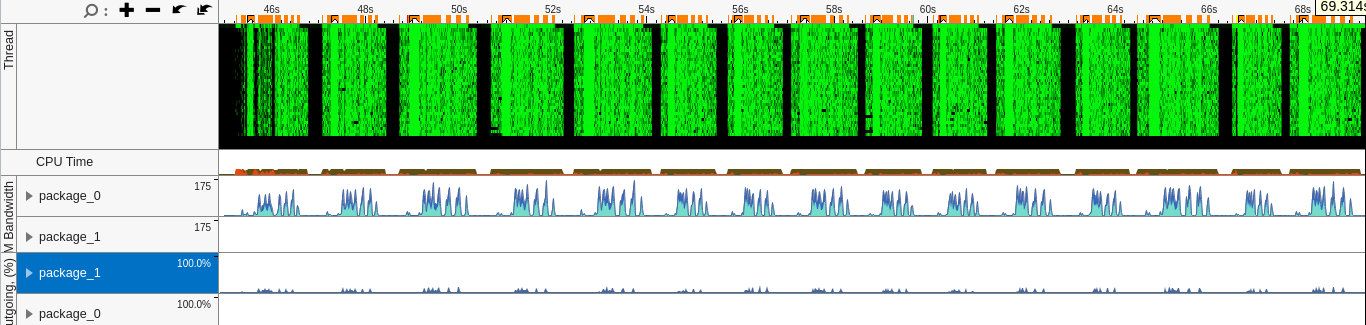 46s 48s 50s 52s 54s 56s 58s 60s 62s 64s 66s 68s 69.314s
Thread
CPU Time
M Bandwidth
package_0 175
package_1 175
utgoing, (%)
package_1 100.0%
package_0 100.0%